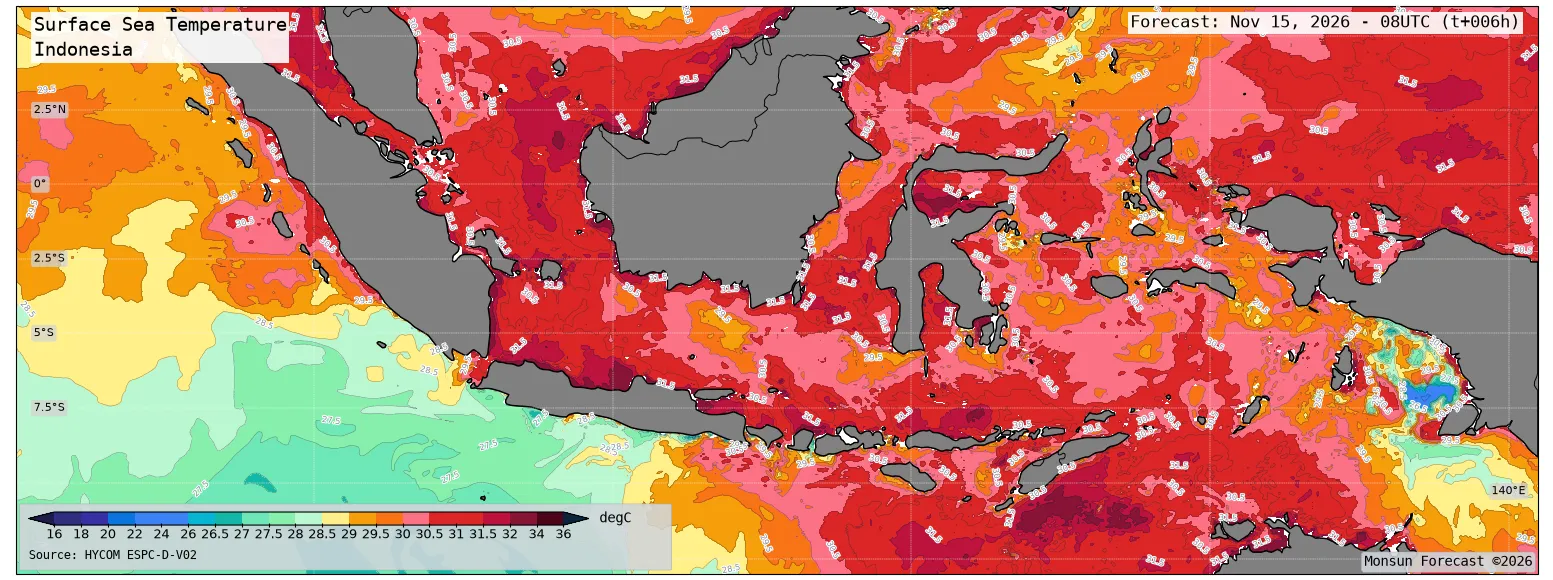 Surface Sea Temperature
Indonesia
Forecast: Nov 15, 2026 - 08UTC (t+006h)
2.5°N
0°
2.5°S
5°S
7.5°S
140°E
16 18 20 22 24 26 26.5 27 27.5 28 28.5 29 29.5 30 30.5 31 31.5 32 34 36
degC
Source: HYCOM ESPC-D-V02
Monsun Forecast ©2026